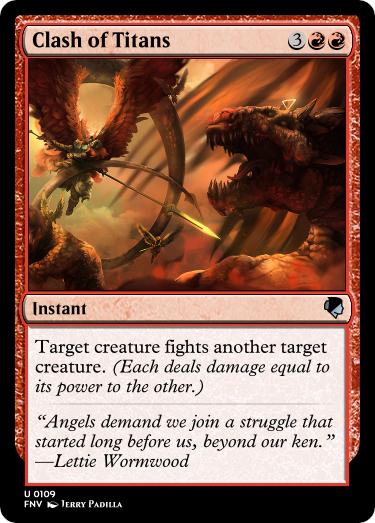 Clash of Titans 3
Instant
Target creature fights another target
creature. (Each deals damage equal to
its power to the other.)
“Angels demand we join a struggle that
started long before us, beyond our ken.”
—Lettie Wormwood
U 0109
FNV Jerry Padilla